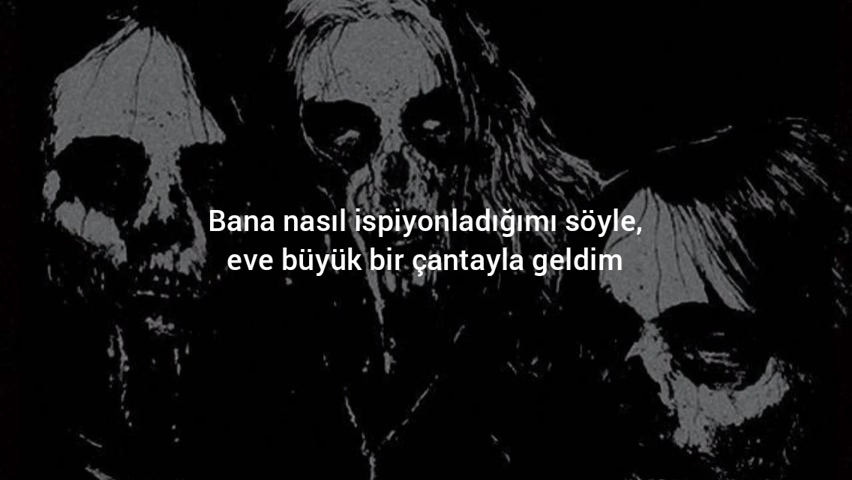 Bana nasıl ispiyonladığımı söyle,
eve büyük bir çantayla geldim